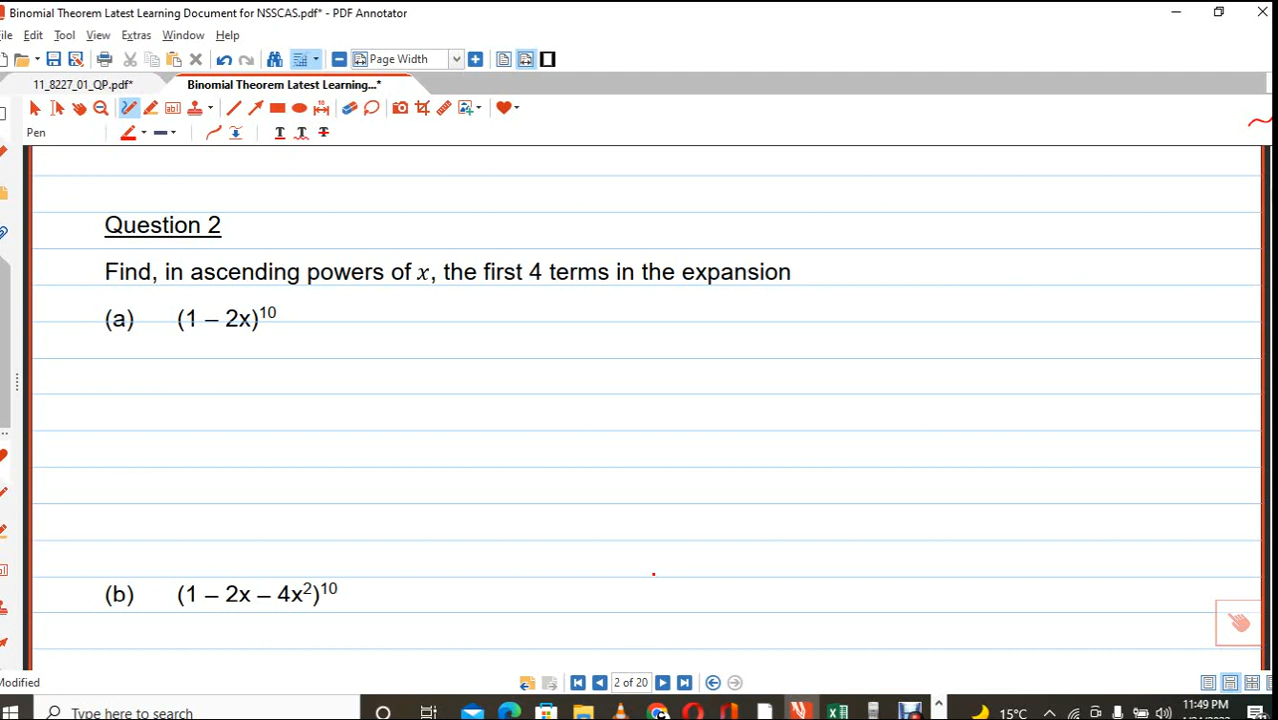 Binomial Theorem Latest Learning Document for NSSCAS.pdf* - PDF Annotator
ile Edit Tool View Extras Window Help
Page Width
11_8227_01_QP.pdf* Binomial Theorem Latest Learning...*
Pen
Question 2
Find, in ascending powers of x, the first 4 terms in the expansion
(a) (1 – 2x)¹⁰
(b) (1 – 2x – 4x²)¹⁰
Modified
2 of 20
Type here to search
15°C
11:49 PM